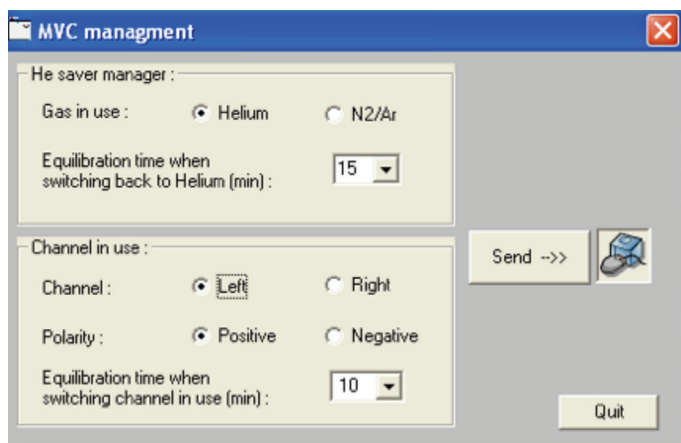 MVC managment
He saver manager :
Gas in use : Helium N2/Ar
Equilibration time when
switching back to Helium (min) : 15
Channel in use :
Channel : Left Right
Send -->>
Polarity : Positive Negative
Equilibration time when
switching channel in use (min) : 10
Quit